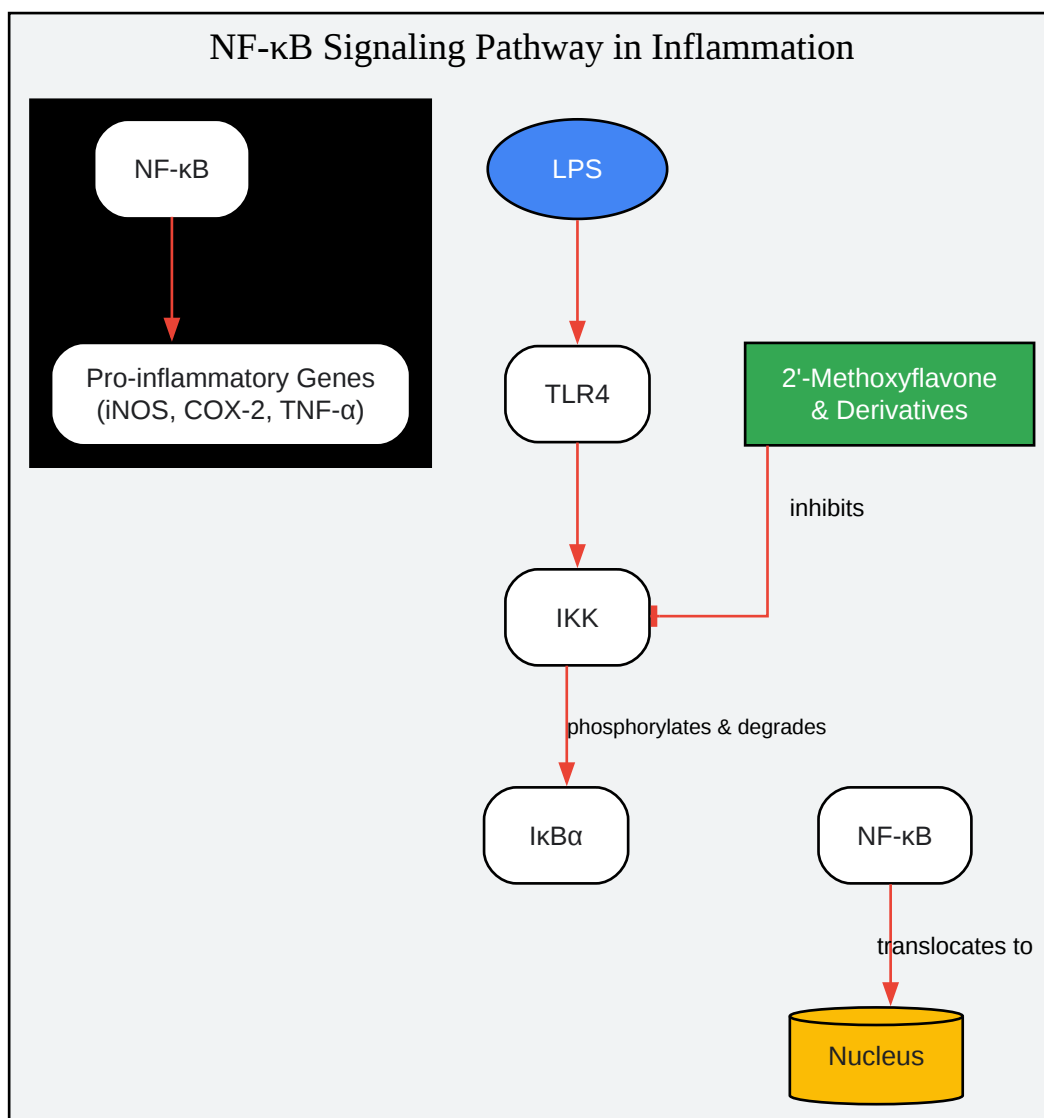 NF-κB Signaling Pathway in Inflammation
NF-κB
LPS
Pro-inflammatory Genes
(iNOS, COX-2, TNF-α)
TLR4
2'-Methoxyflavone
& Derivatives
inhibits
IKK
phosphorylates & degrades
IκBα
NF-κB
translocates to
Nucleus